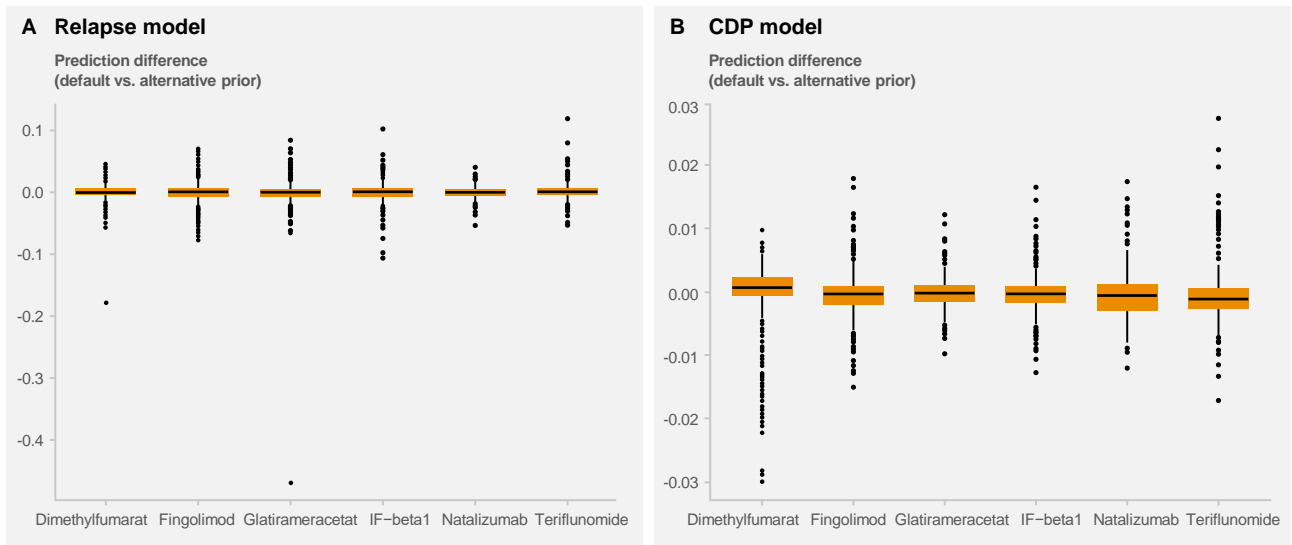 A Relapse model
Prediction difference
(default vs. alternative prior)
0.1
0.0
-0.1
-0.2
-0.3
-0.4
Dimethylfumarat Fingolimod Glatirameracetat IF−beta1 Natalizumab Teriflunomide
B CDP model
Prediction difference
(default vs. alternative prior)
0.03
0.02
0.01
0.00
-0.01
-0.02
-0.03
Dimethylfumarat Fingolimod Glatirameracetat IF−beta1 Natalizumab Teriflunomide